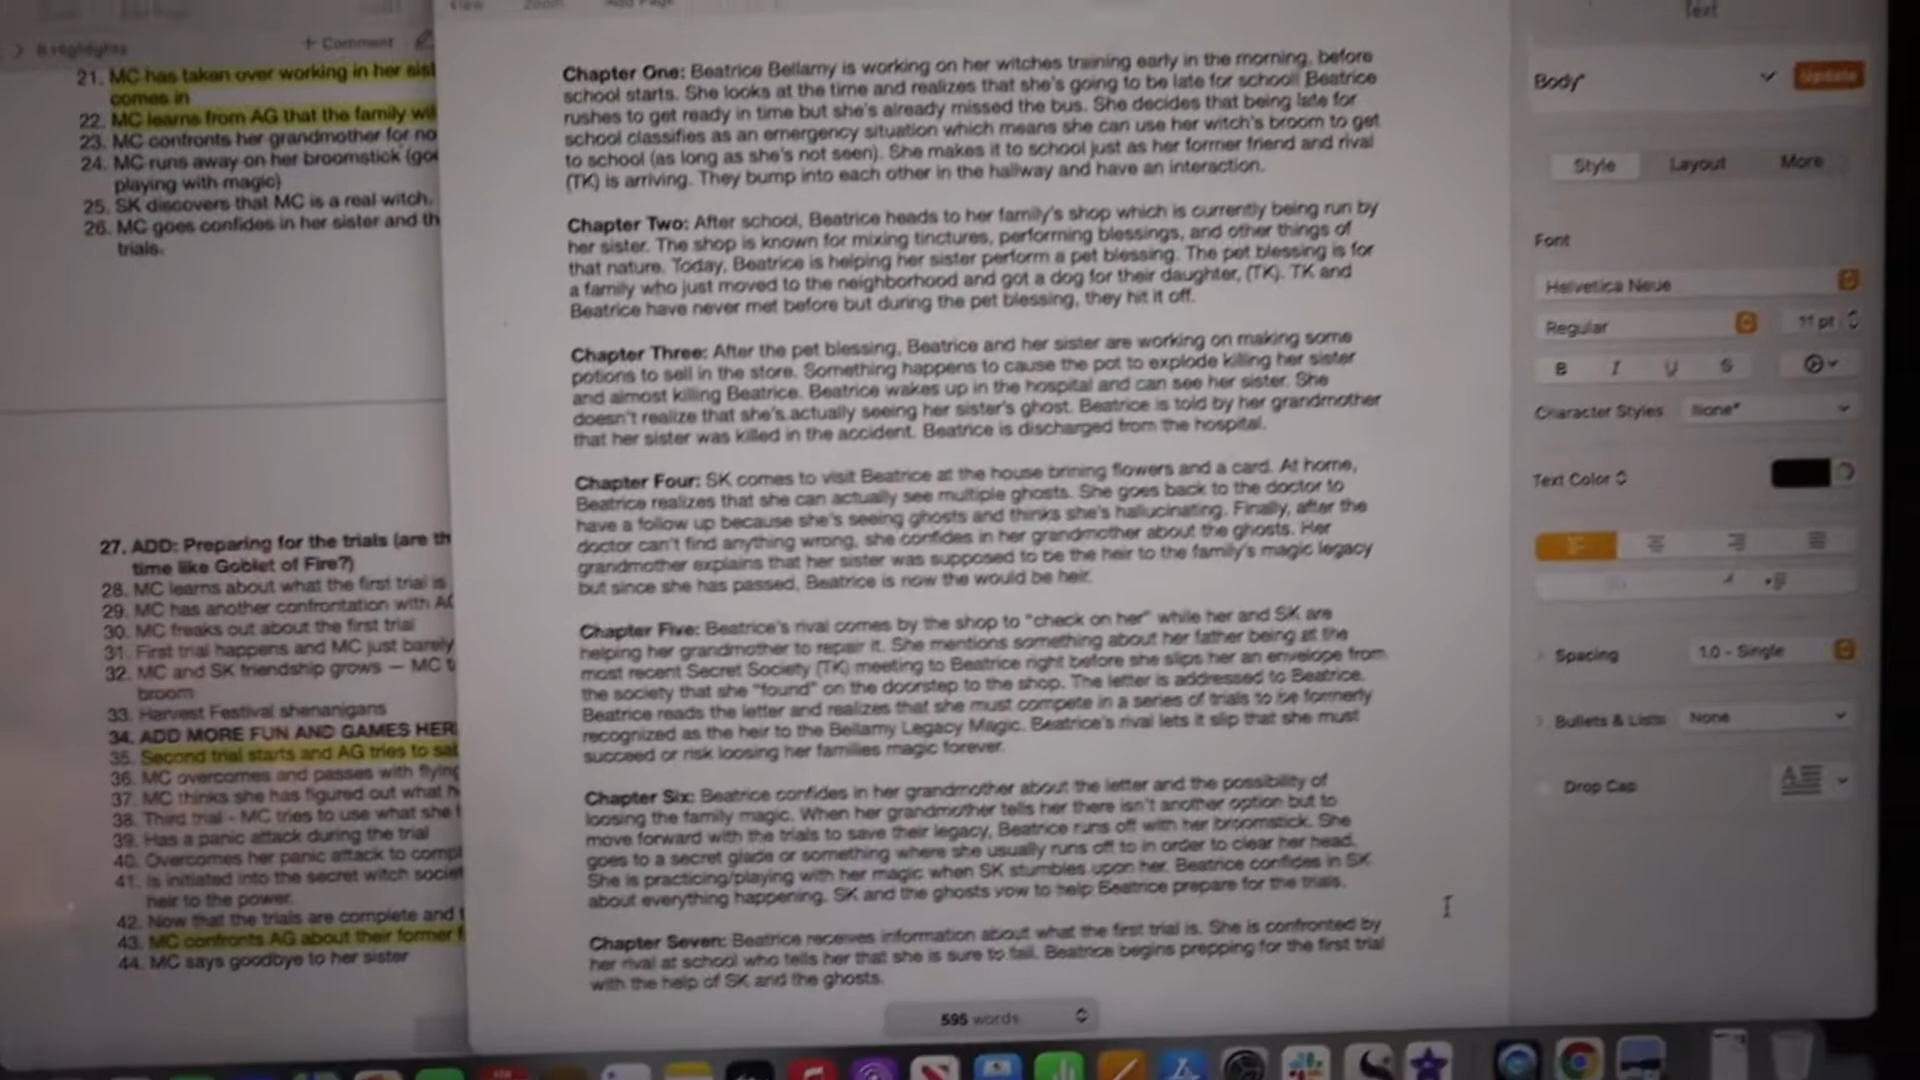 View
Zoom
Add Page
Text
8 Highlights
+ Comment
21. MC has taken over working in her sist
comes in
22. MC learns from AG that the family wil
23. MC confronts her grandmother for no
24. MC runs away on her broomstick (go
playing with magic)
25. SK discovers that MC is a real witch.
26. MC goes confides in her sister and th
trials.
27. ADD: Preparing for the trials (are th
time like Goblet of Fire?)
28. MC learns about what the first trial is
29. MC has another confrontation with AG
30. MC freaks out about the first trial
31. First trial happens and MC just barely
32. MC and SK friendship grows — MC t
broom
33. Harvest Festival shenanigans
34. ADD MORE FUN AND GAMES HER
35. Second trial starts and AG tries to sab
36. MC overcomes and passes with flying
37. MC thinks she has figured out what h
38. Third trial - MC tries to use what she
39. Has a panic attack during the trial
40. Overcomes her panic attack to compl
41. Is initiated into the secret witch societ
heir to the power.
42. Now that the trials are complete and t
43. MC confronts AG about their former f
44. MC says goodbye to her sister
Chapter One: Beatrice Bellamy is working on her witches training early in the morning, before
school starts. She looks at the time and realizes that she's going to be late for school! Beatrice
rushes to get ready in time but she's already missed the bus. She decides that being late for
school classifies as an emergency situation which means she can use her witch's broom to get
to school (as long as she's not seen). She makes it to school just as her former friend and rival
(TK) is arriving. They bump into each other in the hallway and have an interaction.
Chapter Two: After school, Beatrice heads to her family's shop which is currently being run by
her sister. The shop is known for mixing tinctures, performing blessings, and other things of
that nature. Today, Beatrice is helping her sister perform a pet blessing. The pet blessing is for
a family who just moved to the neighborhood and got a dog for their daughter, (TK). TK and
Beatrice have never met before but during the pet blessing, they hit it off.
Chapter Three: After the pet blessing, Beatrice and her sister are working on making some
potions to sell in the store. Something happens to cause the pot to explode killing her sister
and almost killing Beatrice. Beatrice wakes up in the hospital and can see her sister. She
doesn't realize that she's actually seeing her sister's ghost. Beatrice is told by her grandmother
that her sister was killed in the accident. Beatrice is discharged from the hospital.
Chapter Four: SK comes to visit Beatrice at the house brining flowers and a card. At home,
Beatrice realizes that she can actually see multiple ghosts. She goes back to the doctor to
have a follow up because she's seeing ghosts and thinks she's hallucinating. Finally, after the
doctor can't find anything wrong, she confides in her grandmother about the ghosts. Her
grandmother explains that her sister was supposed to be the heir to the family's magic legacy
but since she has passed, Beatrice is now the would be heir.
Chapter Five: Beatrice's rival comes by the shop to "check on her" while her and SK are
helping her grandmother to repair it. She mentions something about her father being at the
most recent Secret Society (TK) meeting to Beatrice right before she slips her an envelope from
the society that she "found" on the doorstep to the shop. The letter is addressed to Beatrice.
Beatrice reads the letter and realizes that she must compete in a series of trials to be formerly
recognized as the heir to the Bellamy Legacy Magic. Beatrice's rival lets it slip that she must
succeed or risk loosing her families magic forever.
Chapter Six: Beatrice confides in her grandmother about the letter and the possibility of
loosing the family magic. When her grandmother tells her there isn't another option but to
move forward with the trials to save their legacy, Beatrice runs off with her broomstick. She
goes to a secret glade or something where she usually runs off to in order to clear her head.
She is practicing/playing with her magic when SK stumbles upon her. Beatrice confides in SK
about everything happening. SK and the ghosts vow to help Beatrice prepare for the trials.
Chapter Seven: Beatrice receives information about what the first trial is. She is confronted by
her rival at school who tells her that she is sure to fail. Beatrice begins prepping for the first trial
with the help of SK and the ghosts.
595 words
Body*
Update
Style
Layout
More
Font
Helvetica Neue
Regular
11 pt
B
I
U
S
Character Styles
None*
Text Color
Spacing
1.0 - Single
Bullets & Lists
None
Drop Cap